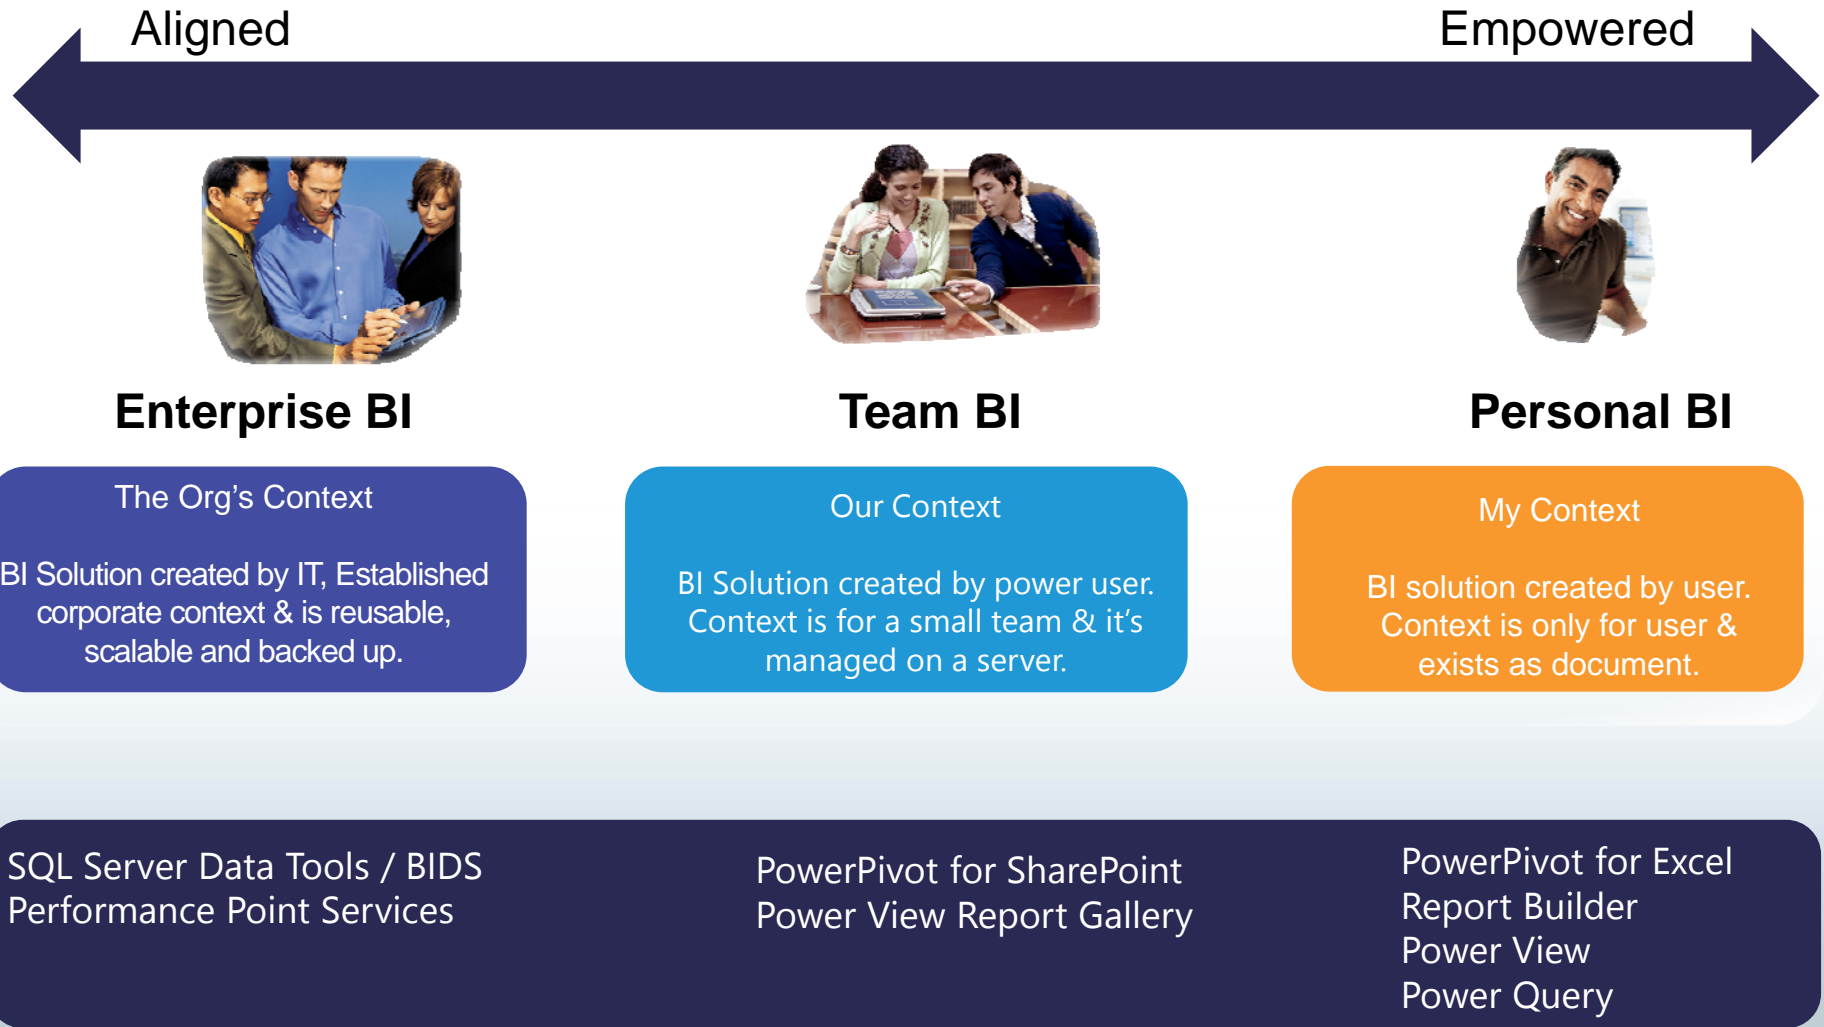 Aligned
Empowered
Enterprise BI
The Org's Context
BI Solution created by IT, Established
corporate context & is reusable,
scalable and backed up.
Team BI
Our Context
BI Solution created by power user.
Context is for a small team & it's
managed on a server.
Personal BI
My Context
BI solution created by user.
Context is only for user &
exists as document.
SQL Server Data Tools / BIDS
Performance Point Services
PowerPivot for SharePoint
Power View Report Gallery
PowerPivot for Excel
Report Builder
Power View
Power Query